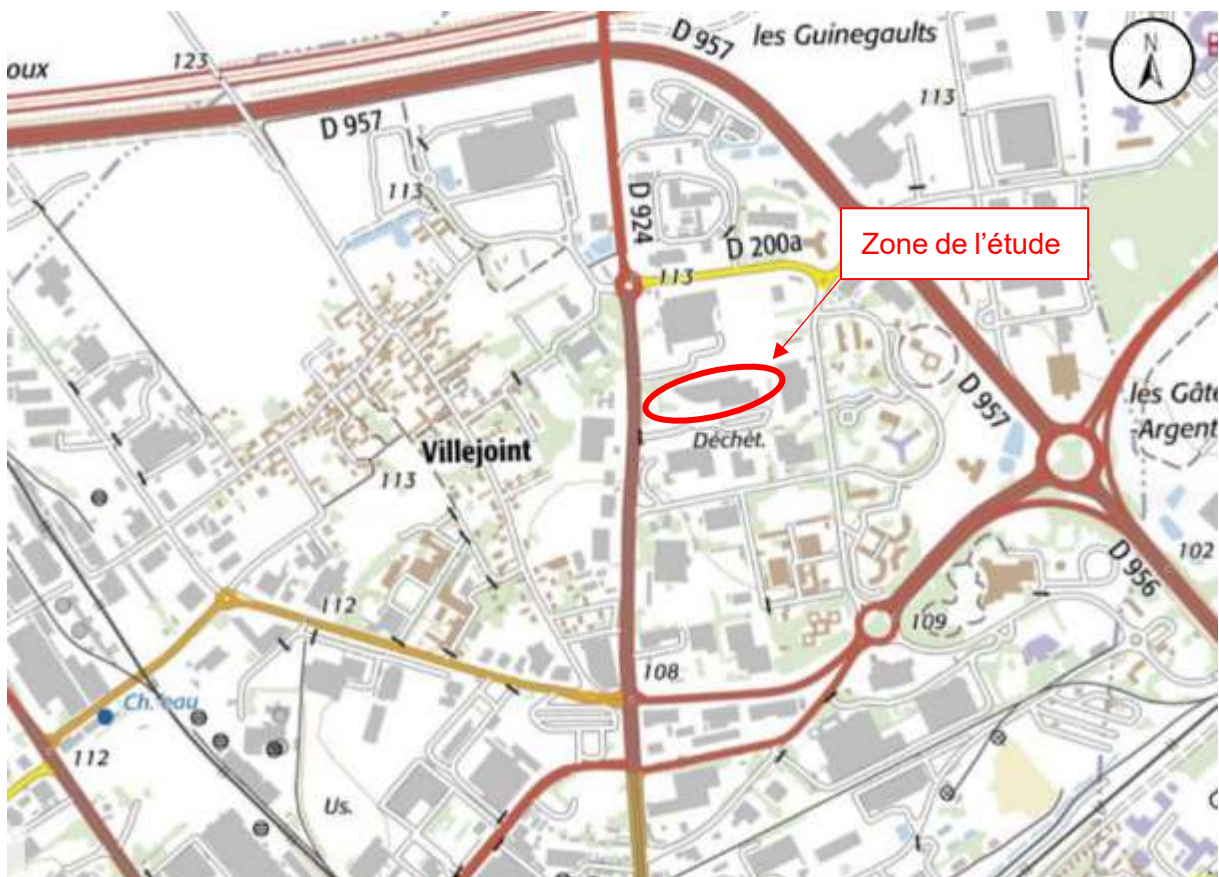 D 957
les Guinegaults
N
oux
123
113
D 957
113
D 924
D 200a
113
Zone de l’étude
D 957
les Gâte
Argent
Déchét.
Villejoint
113
102
D 956
112
109
108
Ch. eau
112
Us.